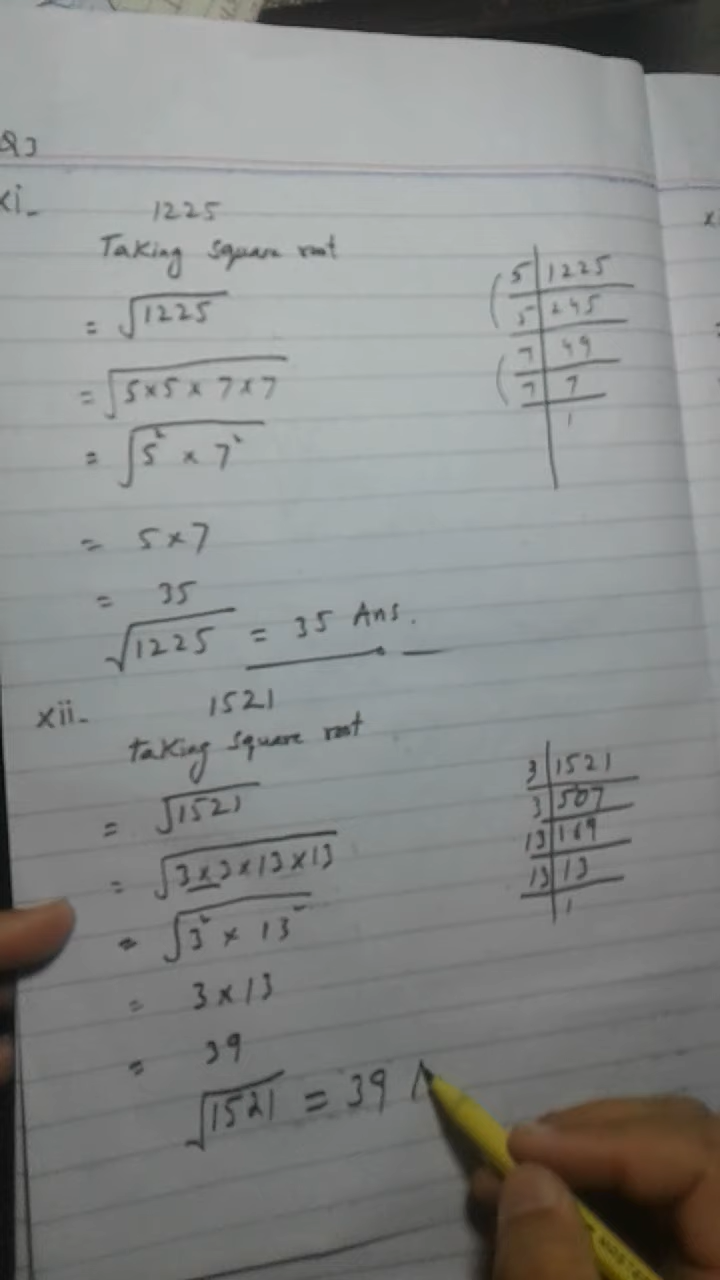 Q3
xi- 1225
Taking square root
= √1225
= √5×5×7×7
= √5² × 7²
= 5×7
= 35
√1225 = 35 Ans.
5 | 1225
5 | 245
7 | 49
7 | 7
1
xii- 1521
taking square root
= √1521
= √3×3×13×13
= √3² × 13²
= 3×13
= 39
√1521 = 39
3 | 1521
3 | 507
13 | 169
13 | 13
1